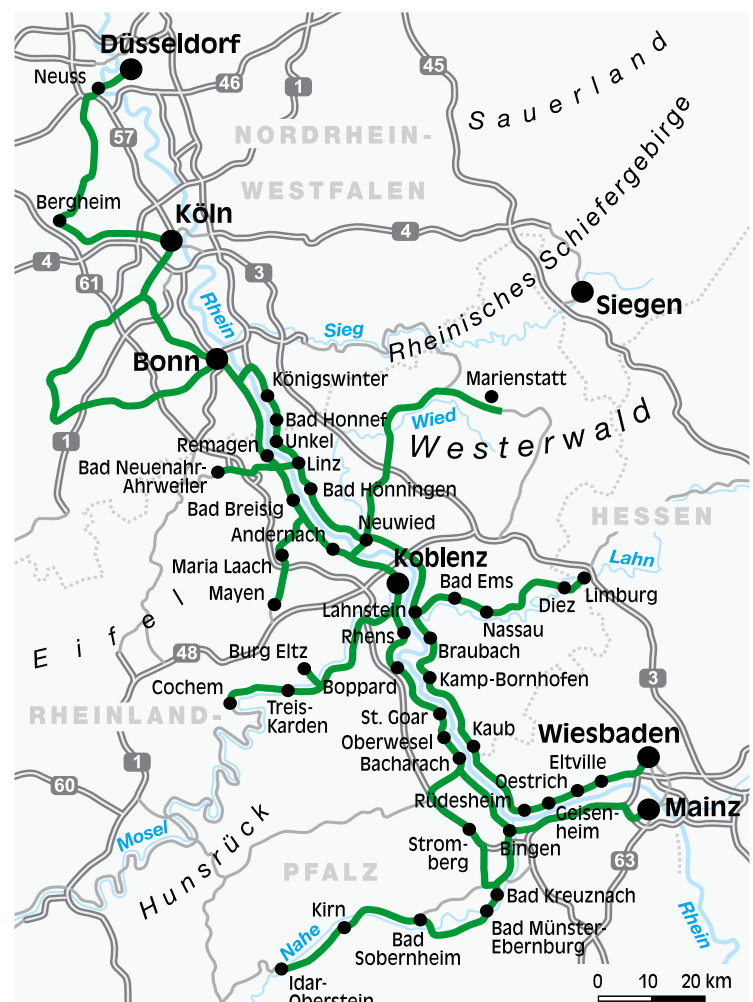 Düsseldorf
Neuss
46
1
45
Sauerland
57
NORDRHEIN-
WESTFALEN
Bergheim
Köln
4
4
61
3
Rhein
Rheinisches Schiefergebirge
Siegen
Sieg
Bonn
Königswinter
Marienstatt
Bad Honnef
Wied
Westerwald
1
Remagen
Unkel
Linz
Bad Neuenahr-
Ahrweiler
Bad Hönningen
Bad Breisig
HESSEN
Andernach
Neuwied
Maria Laach
Koblenz
Lahn
Mayen
Bad Ems
Limburg
Diez
Lahnstein
Nassau
Eifel
Rhens
Braubach
48
Burg Eltz
Cochem
Boppard
Kamp-Bornhofen
3
Treis-
Karden
RHEINLAND-
St. Goar
Kaub
Wiesbaden
Oberwesel
Eltville
1
Bacharach
Oestrich
60
Rüdesheim
Geisen-
heim
Mainz
Mosel
Hunsrück
Strom-
berg
Bingen
63
PFALZ
Bad Kreuznach
Kirn
Nahe
Bad
Sobernheim
Bad Münster-
Ebernburg
Rhein
Idar-
Oberstein
0 10 20 km